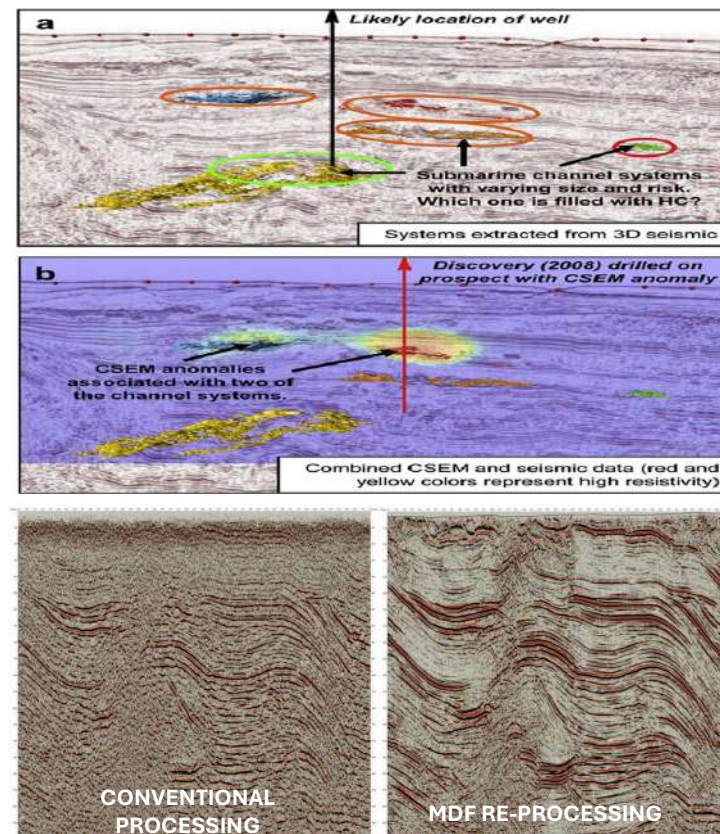 a
Likely location of well
Submarine channel systems
with varying size and risk.
Which one is filled with HC?
Systems extracted from 3D seismic
b
Discovery (2008) drilled on
prospect with CSEM anomaly
CSEM anomalies
associated with two of
the channel systems.
Combined CSEM and seismic data (red and
yellow colors represent high resistivity)
CONVENTIONAL
PROCESSING
MDF RE-PROCESSING